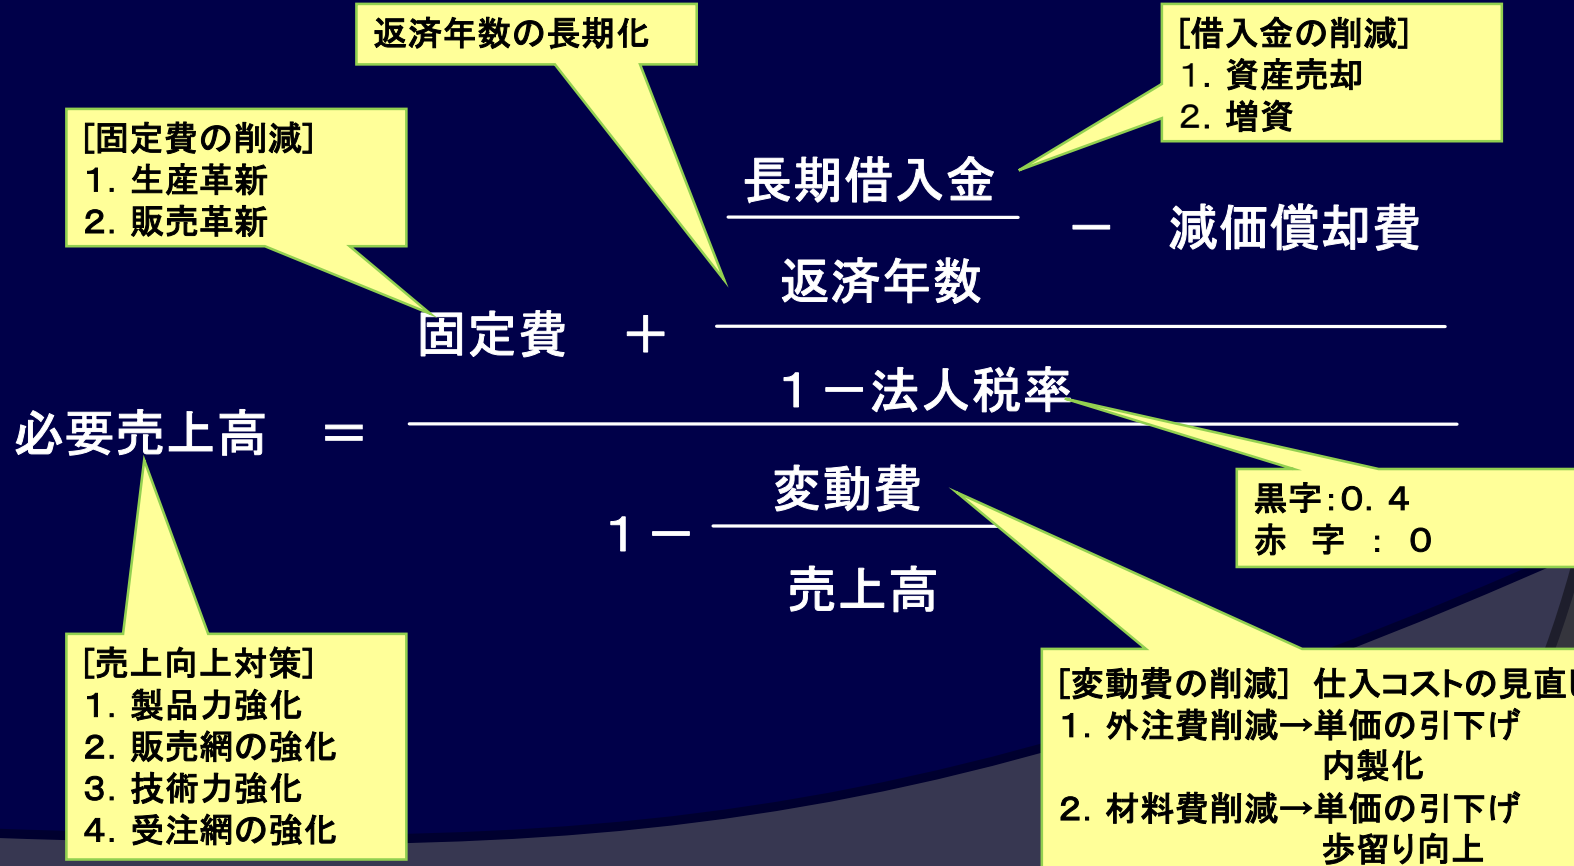 返済年数の長期化
[借入金の削減]
１．資産売却
２．増資
[固定費の削減]
１．生産革新
２．販売革新
長期借入金
－　減価償却費
返済年数
固定費　＋
１－法人税率
必要売上高　＝
変動費
１－
売上高
黒字：０．４
赤　字　：　０
[売上向上対策]
１．製品力強化
２．販売網の強化
３．技術力強化
４．受注網の強化
[変動費の削減]　仕入コストの見直し
１．外注費削減→単価の引下げ
内製化
２．材料費削減→単価の引下げ
歩留り向上